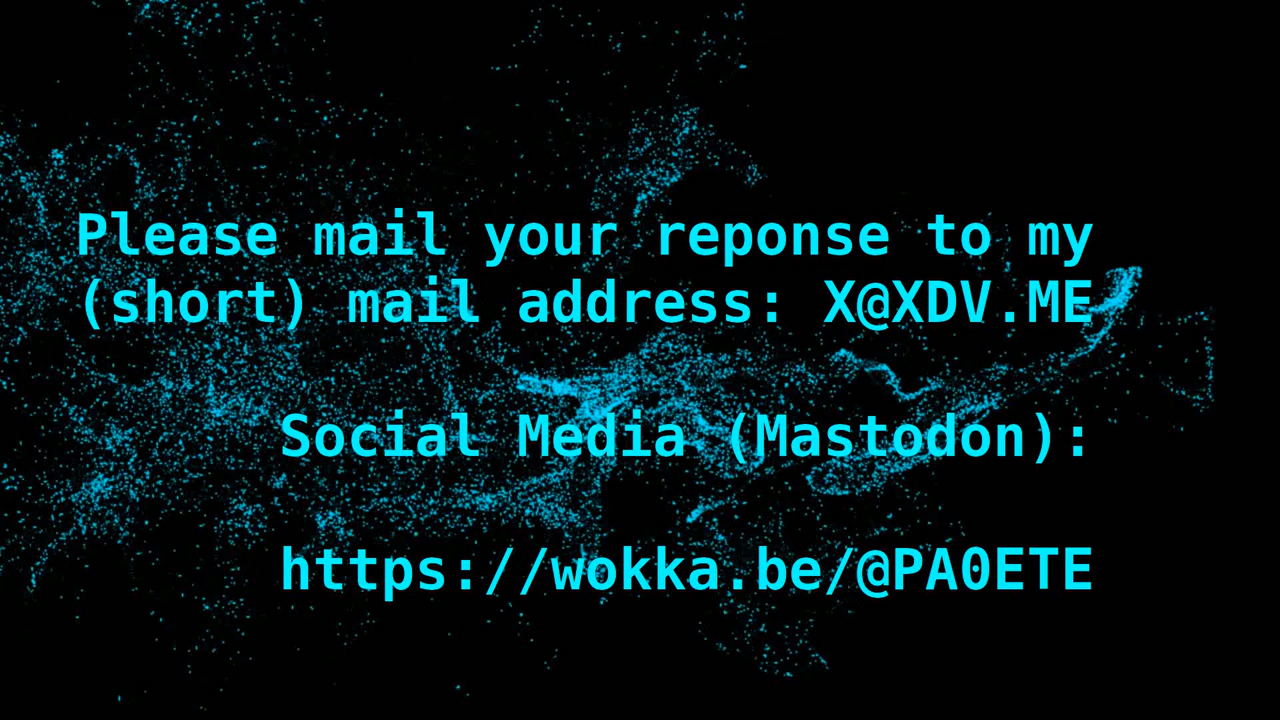 Please mail your reponse to my
(short) mail address: X@XDV.ME
Social Media (Mastodon):
https://wokka.be/@PA0ETE